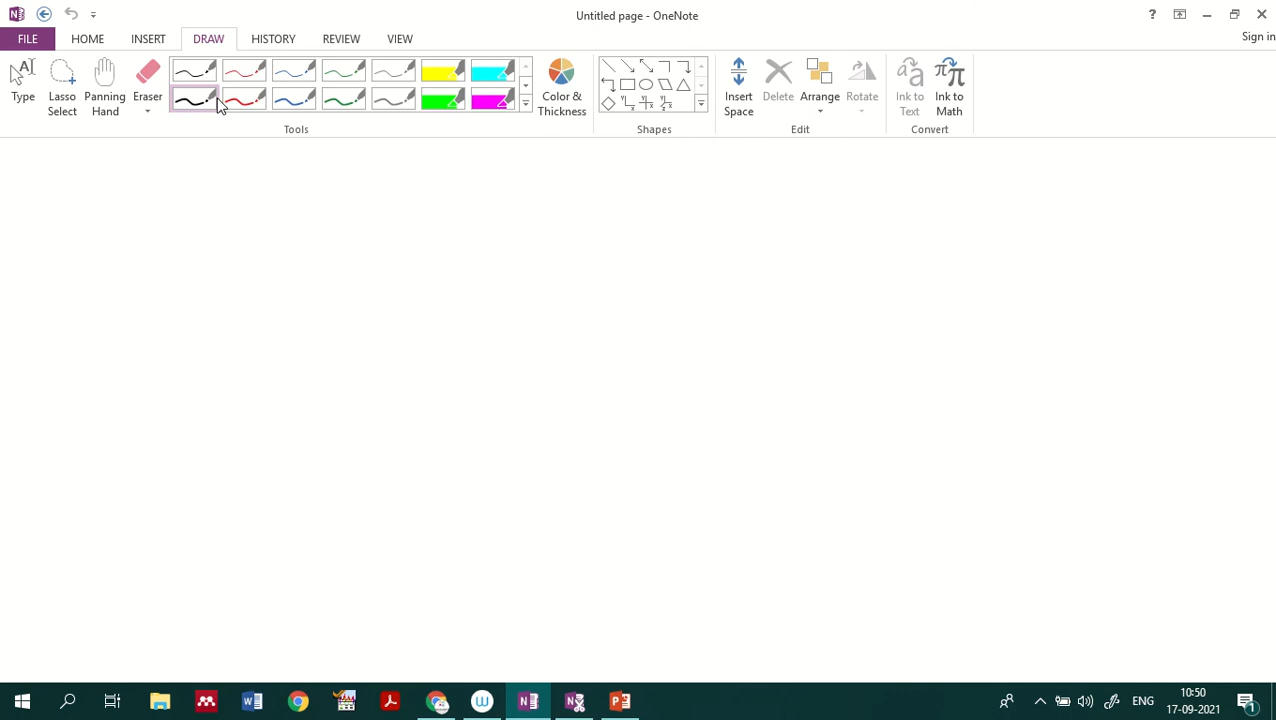 Untitled page - OneNote
?
FILE HOME INSERT DRAW HISTORY REVIEW VIEW
Sign in
Type
Lasso Select
Panning Hand
Eraser
Color & Thickness
Insert Space
Delete
Arrange
Rotate
Ink to Text
Ink to Math
Tools
Shapes
Edit
Convert
ENG
10:50
17-09-2021
1